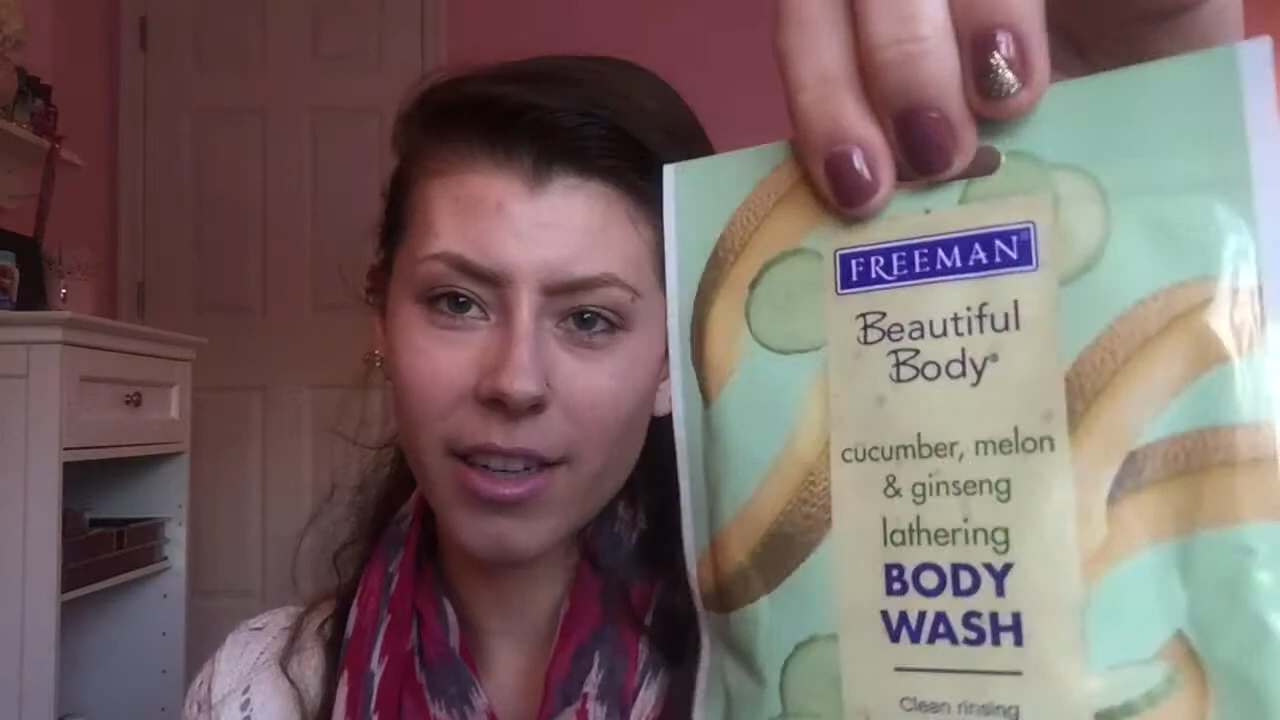 FREEMAN
Beautiful
Body®
cucumber, melon
& ginseng
lathering
BODY
WASH
Clean rinsing